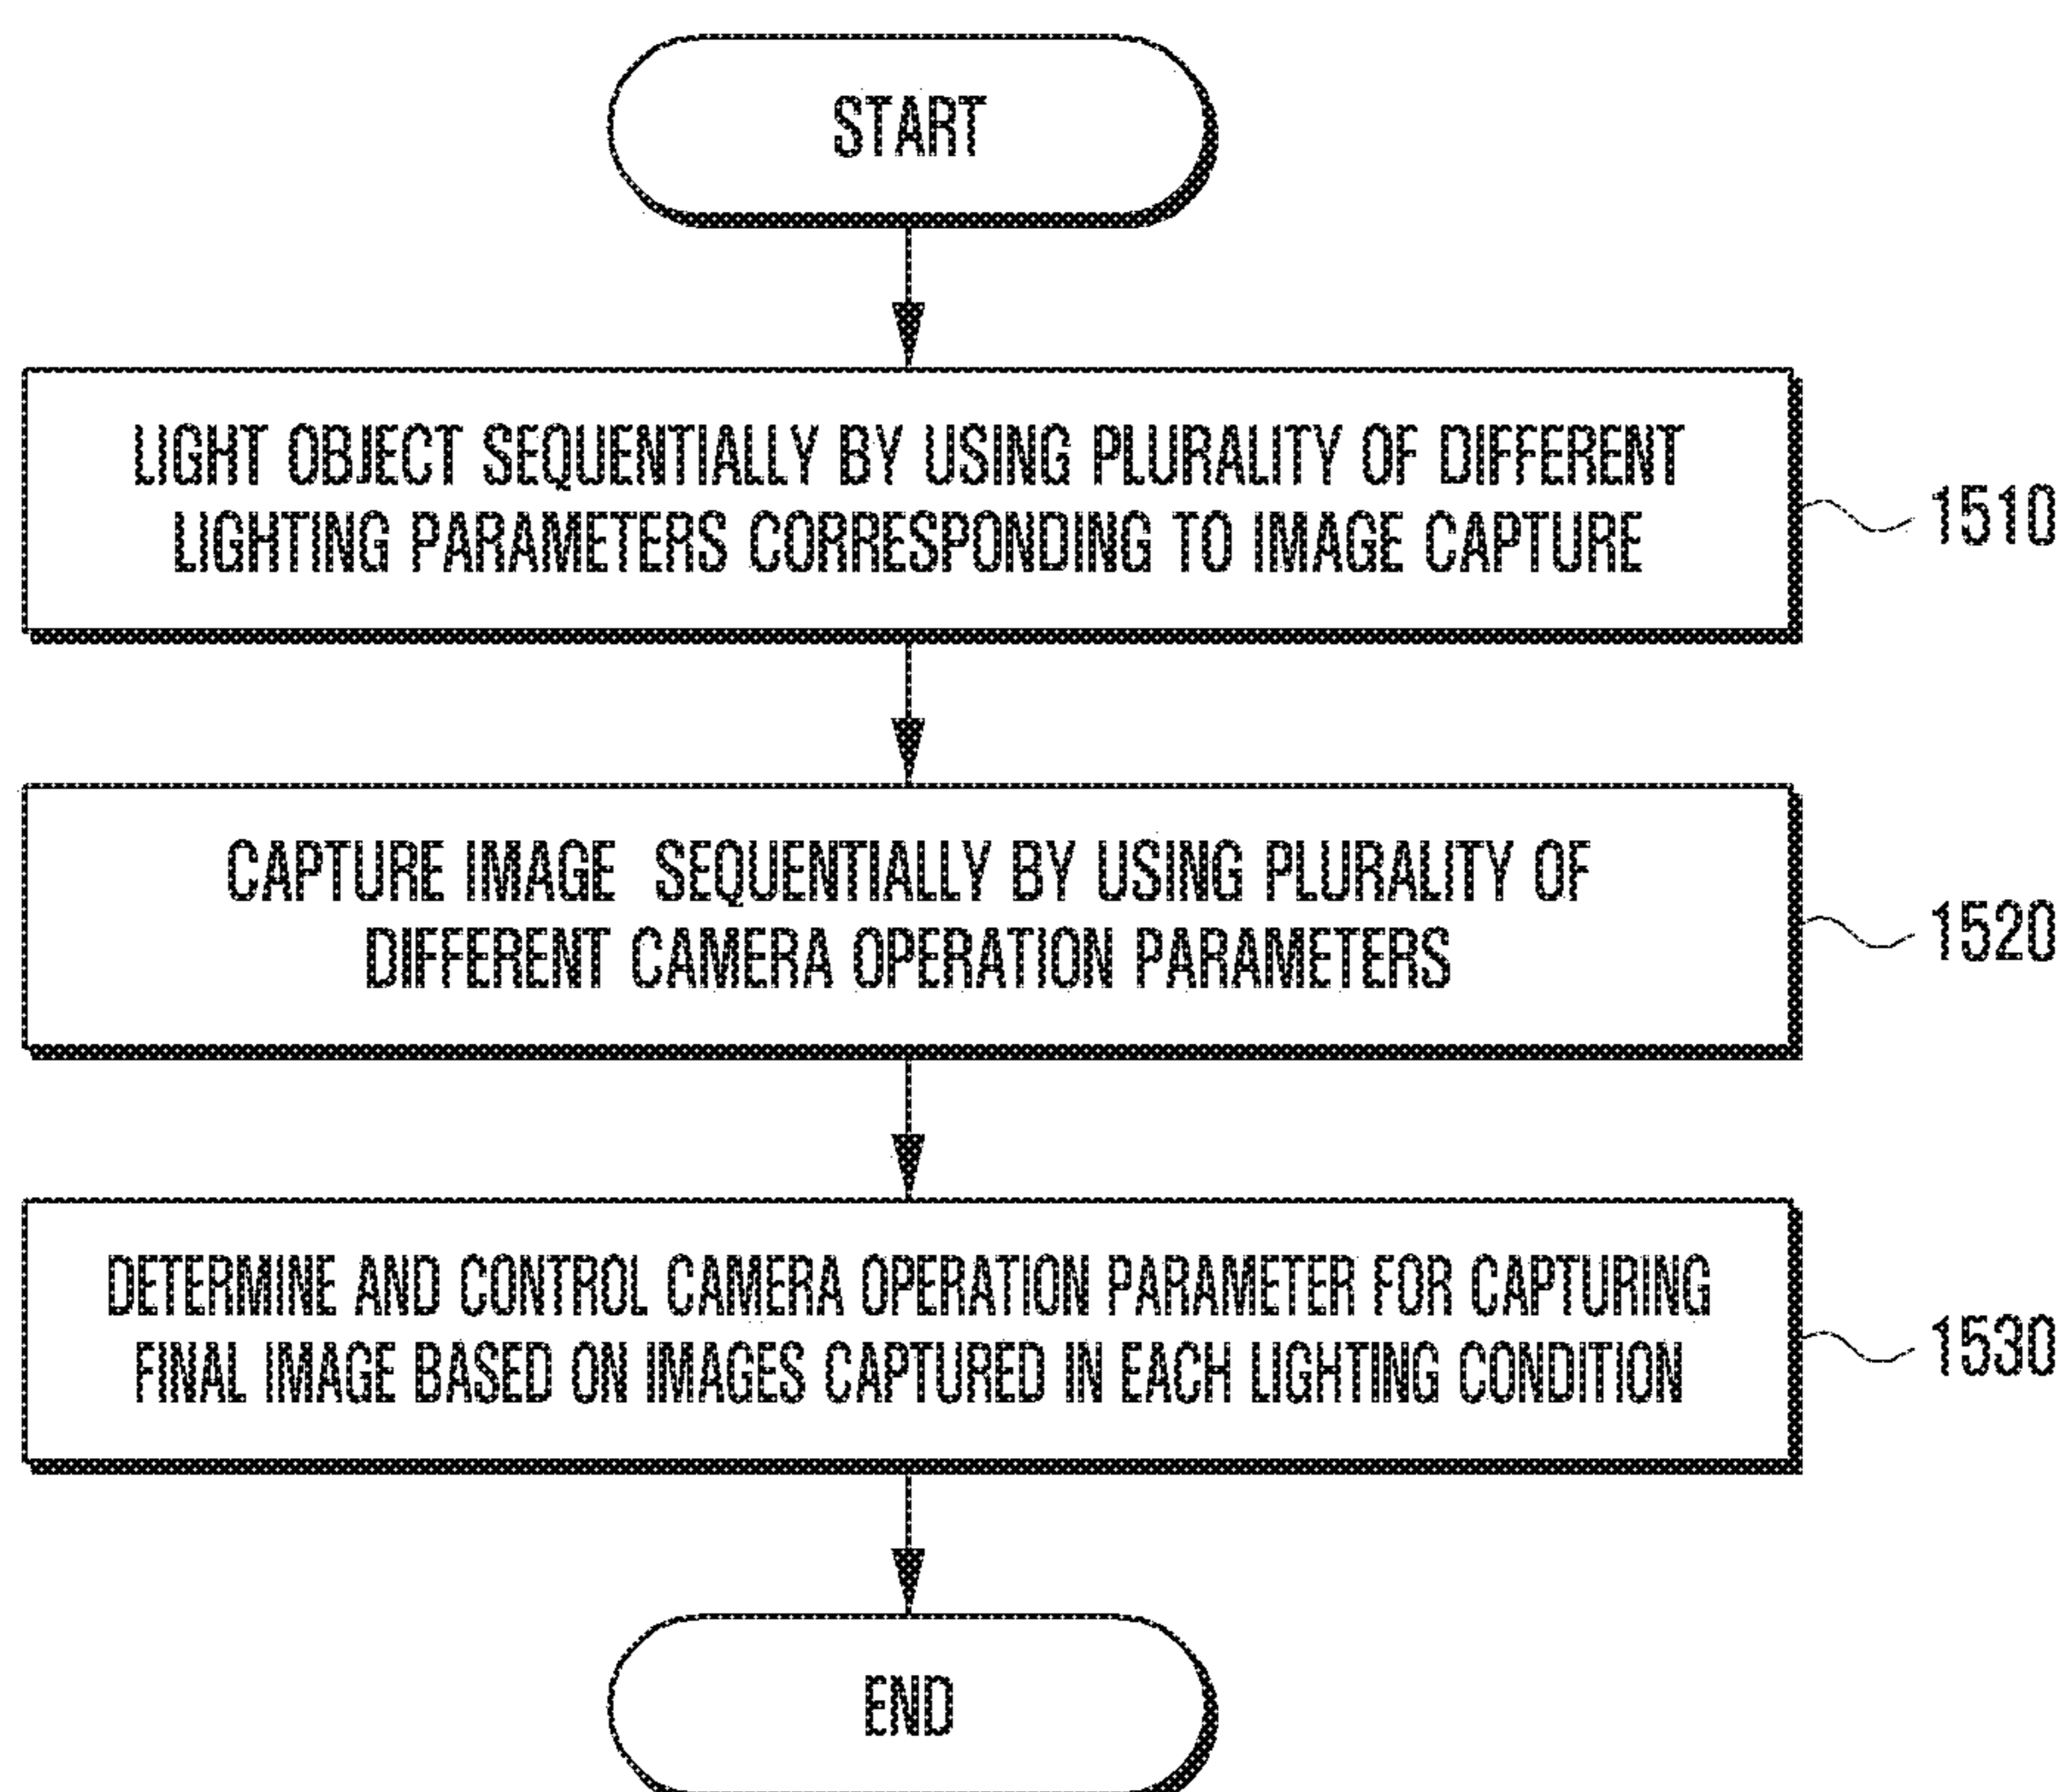 START
LIGHT OBJECT SEQUENTIALLY BY USING PLURALITY OF DIFFERENT
LIGHTING PARAMETERS CORRESPONDING TO IMAGE CAPTURE
1510
CAPTURE IMAGE SEQUENTIALLY BY USING PLURALITY OF
DIFFERENT CAMERA OPERATION PARAMETERS
1520
DETERMINE AND CONTROL CAMERA OPERATION PARAMETER FOR CAPTURING
FINAL IMAGE BASED ON IMAGES CAPTURED IN EACH LIGHTING CONDITION
1530
END